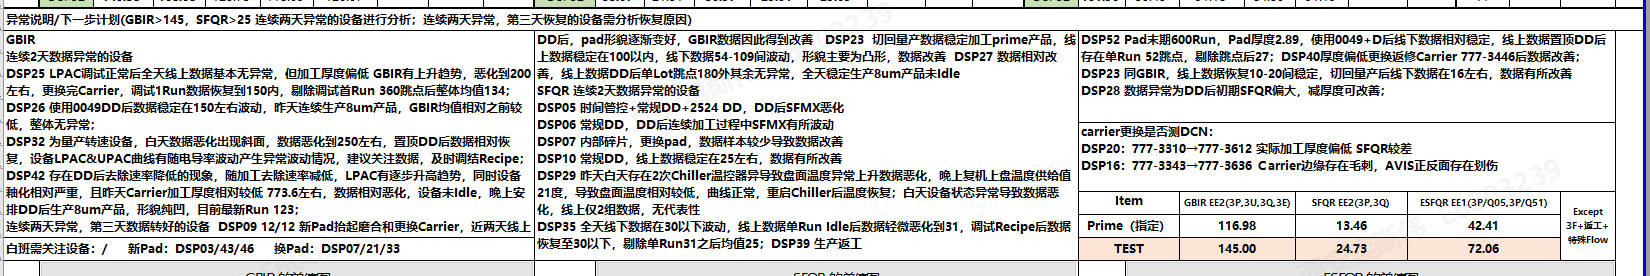 异常说明/下一步计划(GBIR>145, SFQR>25 连续两天异常的设备进行分析；连续两天异常，第三天恢复的设备需分析恢复原因)
GBIR
连续2天数据异常的设备
DSP25 LPAC调试正常后全天线上数据基本无异常，但加工厚度偏低 GBIR有上升趋势，恶化到200
左右，更换完Carrier，调试1Run数据恢复到150内，剔除调试首Run 360跳点后整体均值134；
DSP26 使用0049DD后数据稳定在150左右波动，昨天连续生产8um产品，GBIR均值相对之前较
低，整体无异常；
DSP32 为量产转速设备，白天数据恶化出现斜面，数据恶化到250左右，置顶DD后数据相对恢
复，设备LPAC&UPAC曲线有随电导率波动产生异常波动情况，建议关注数据，及时调结Recipe；
DSP42 存在DD后去除速率降低的现象，随加工去除速率减低，LPAC有逐步升高趋势，同时设备
釉化相对严重，且昨天Carrier加工厚度相对较低 773.6左右，数据相对恶化，设备未Idle，晚上安
排DD后生产8um产品，形貌纯凹，目前最新Run 123；
连续两天异常，第三天数据转好的设备 DSP09 12/12 新Pad抬起磨合和更换Carrier，近两天线上
白班需关注设备：/ 新Pad：DSP03/43/46 换Pad：DSP07/21/33
DD后，pad形貌逐渐变好，GBIR数据因此得到改善 DSP23 切回量产数据稳定加工prime产品，线
上数据稳定在100以内，线下数据54-109间波动，形貌主要为凸形，数据改善 DSP27 数据相对改
善，线上数据DD后单Lot跳点180外其余无异常，全天稳定生产8um产品未Idle
SFQR 连续2天数据异常的设备
DSP05 时间管控+常规DD+2524 DD，DD后SFMX恶化
DSP06 常规DD，DD后连续加工过程中SFMX有所波动
DSP07 内部碎片，更换pad，数据样本较少导致数据改善
DSP10 常规DD，线上数据稳定在25左右，数据有所改善
DSP29 昨天白天存在2次Chiller温控器异导致盘面温度异常上升数据恶化，晚上复机上盘温度供给值
21度，导致盘面温度相对较低，曲线正常，重启Chiller后温度恢复；白天设备状态异常导致数据恶
化，线上仅2组数据，无代表性
DSP35 全天线下数据在30以下波动，线上数据单Run Idle后数据轻微恶化到31，调试Recipe后数据
恢复至30以下，剔除单Run31之后均值25；DSP39 生产返工
DSP52 Pad末期600Run，Pad厚度2.89，使用0049+D后线下数据相对稳定，线上数据置顶DD后
存在单Run 52跳点，剔除跳点后27；DSP40厚度偏低更换返修Carrier 777-3446后数据改善；
DSP23 同GBIR，线上数据恢复10-20间稳定，切回量产后线下数据在16左右，数据有所改善
DSP28 数据异常为DD后初期SFQR偏大，减厚度可改善；
carrier更换是否测DCN：
DSP20：777-3310→777-3612 实际加工厚度偏低 SFQR较差
DSP16：777-3343→777-3636 Carrier边缘存在毛刺，AVIS正反面存在划伤
Item GBIR EE2(3P,3U,3Q,3E) SFQR EE2(3P,3Q) ESFQR EE1(3P/Q05,3P/Q51)
Prime（指定） 116.98 13.46 42.41
TEST 145.00 24.73 72.06
Except
3F+返工+
特殊Flow